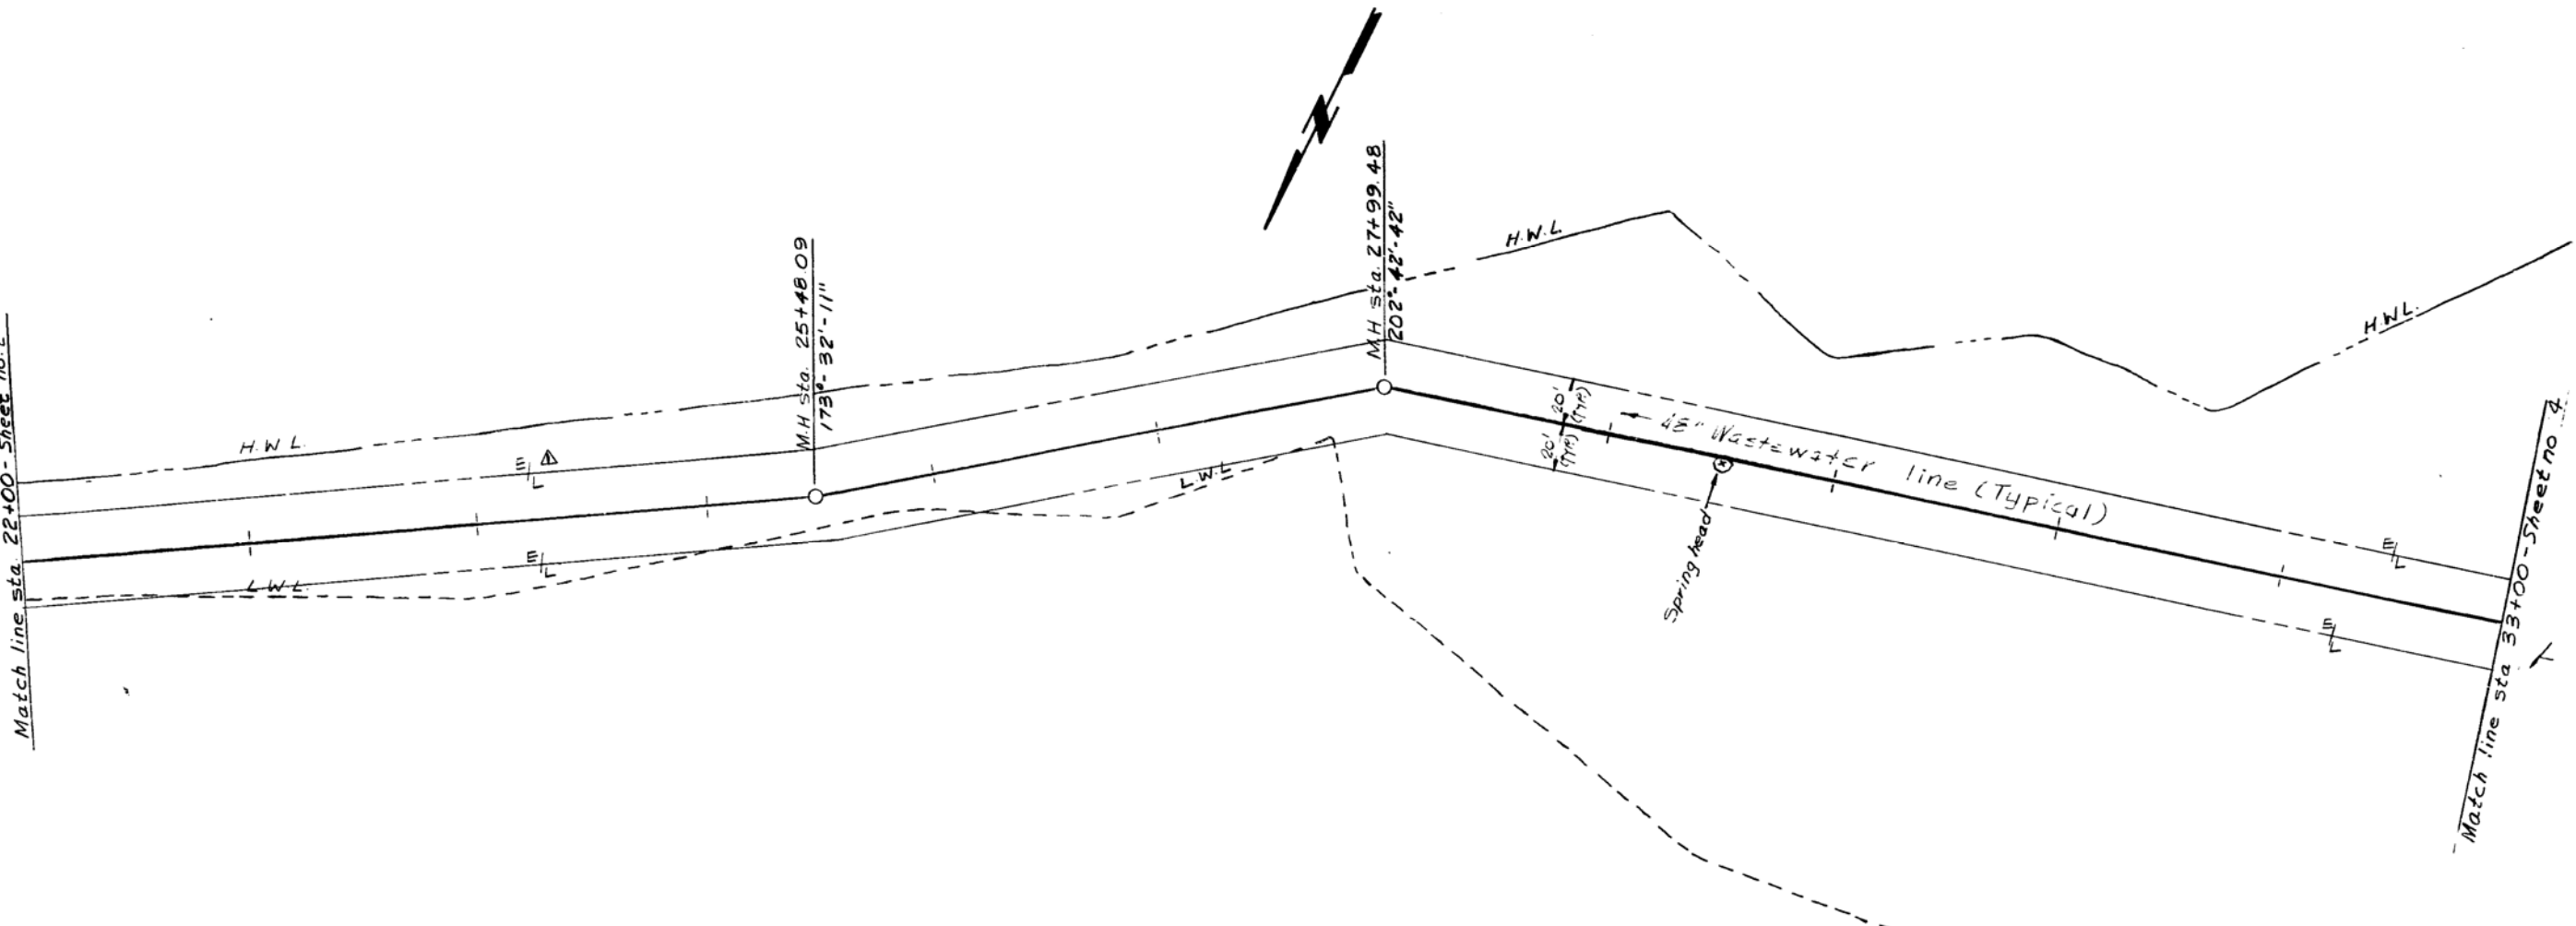 Match line sta. 22+00-Sheet no.
H.W.L.
L.W.L.
E/L
E/L
M.H sta. 25+48.09
173°-32'-11"
L.W.L
M.H sta. 27+99.48
202°-42'-42"
H.W.L.
20' (TYP.)
20' (TYP.)
48" Wastewater line (Typical)
Spring head
H.W.L.
E/L
E/L
Match line sta 33+00-Sheet no 4